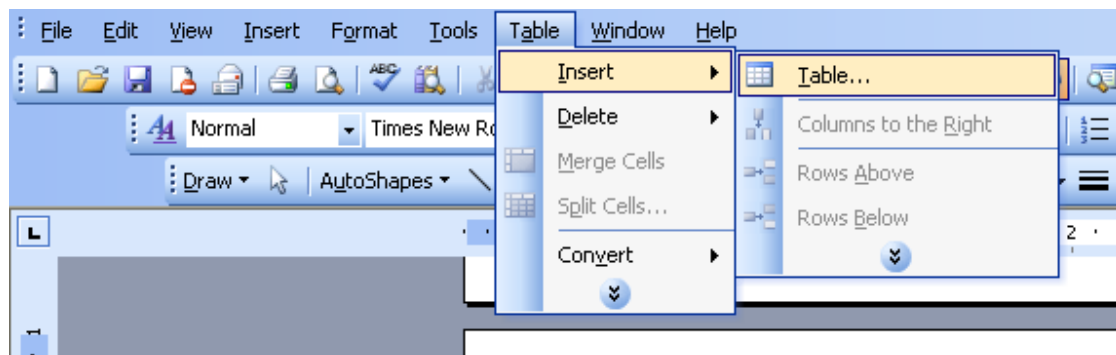 File Edit View Insert Format Tools Table Window Help
Insert
Table...
Normal
Times New Ro
Delete
Columns to the Right
Draw
AutoShapes
Merge Cells
Rows Above
Split Cells...
Rows Below
L
2
Convert
1